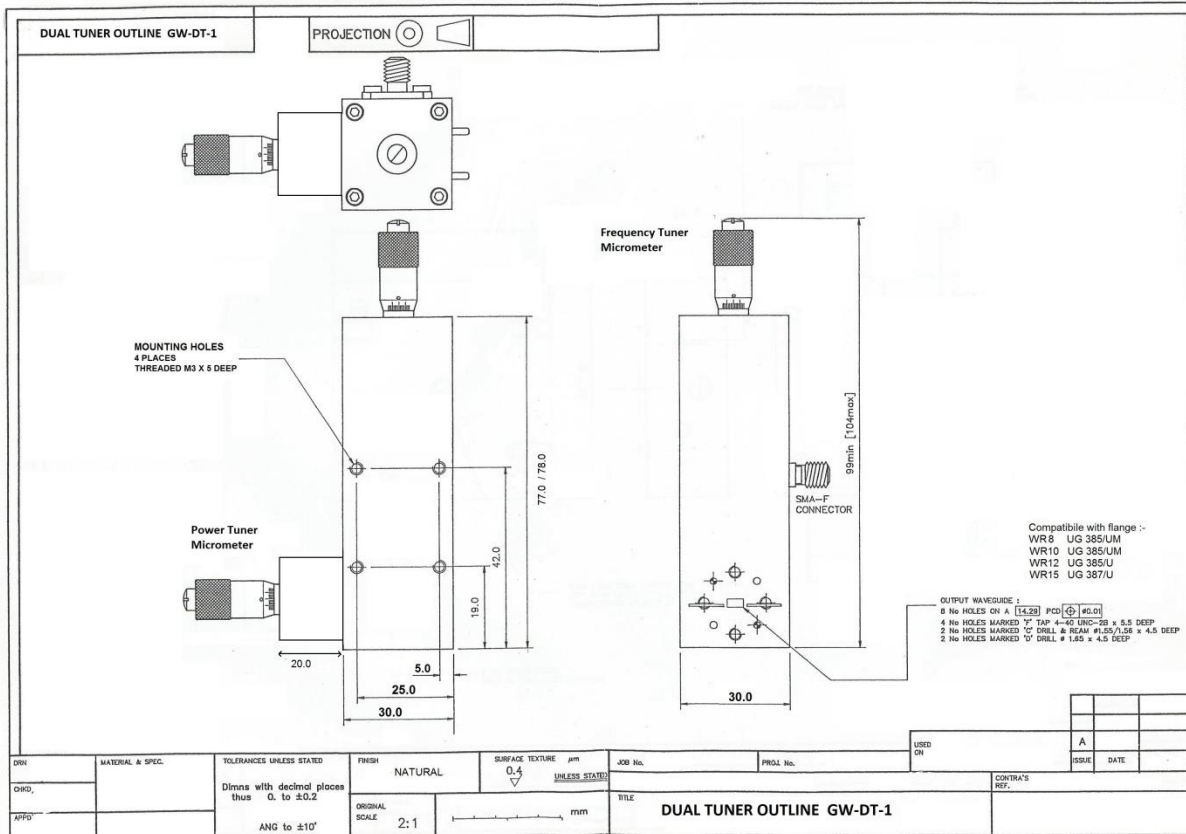 DUAL TUNER OUTLINE GW-DT-1
PROJECTION
Frequency Tuner
Micrometer
MOUNTING HOLES
4 PLACES
THREADED M3 X 5 DEEP
77.0 / 78.0
99min [104max]
SMA-F
CONNECTOR
Power Tuner
Micrometer
42.0
19.0
20.0
5.0
25.0
30.0
30.0
Compatibile with flange :-
WR8 UG 385/UM
WR10 UG 385/UM
WR12 UG 385/U
WR15 UG 387/U
OUTPUT WAVEGUIDE :
8 No HOLES ON A 14.29 PCD ⌖ ø0.01
4 No HOLES MARKED 'F' TAP 4-40 UNC-2B x 5.5 DEEP
2 No HOLES MARKED 'C' DRILL & REAM ø1.55/1.56 x 4.5 DEEP
2 No HOLES MARKED 'D' DRILL ø 1.65 x 4.5 DEEP
DRN
CHKD,
APPD
MATERIAL & SPEC.
TOLERANCES UNLESS STATED
Dimns with decimal places
thus 0. to ±0.2
ANG to ±10'
FINISH
NATURAL
ORIGINAL
SCALE 2:1
SURFACE TEXTURE µm
0.4
UNLESS STATED
mm
JOB No.
PROJ. No.
USED
ON
A
ISSUE DATE
TITLE
DUAL TUNER OUTLINE GW-DT-1
CONTRA'S
REF.